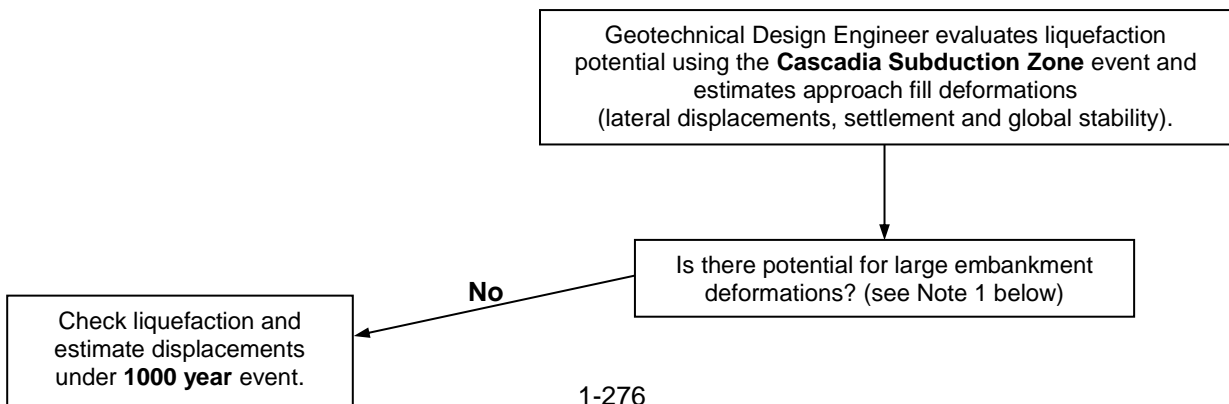 Geotechnical Design Engineer evaluates liquefaction
potential using the Cascadia Subduction Zone event and
estimates approach fill deformations
(lateral displacements, settlement and global stability).
Is there potential for large embankment
deformations? (see Note 1 below)
No
Check liquefaction and
estimate displacements
under 1000 year event.
1-276